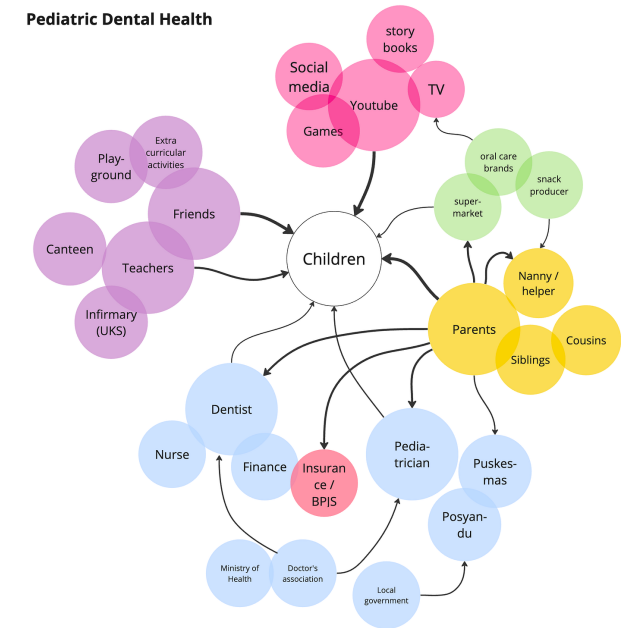 Pediatric Dental Health
story
books
Social
media
Youtube
TV
Games
Extra
curricular
activities
Play-
ground
Friends
Canteen
Teachers
Infirmary
(UKS)
oral care
brands
snack
producer
super-
market
Children
Nanny /
helper
Parents
Cousins
Siblings
Dentist
Nurse
Finance
Insuran
ce /
BPJS
Pedia-
trician
Puskes-
mas
Posyan-
du
Ministry of
Health
Doctor's
association
Local
government